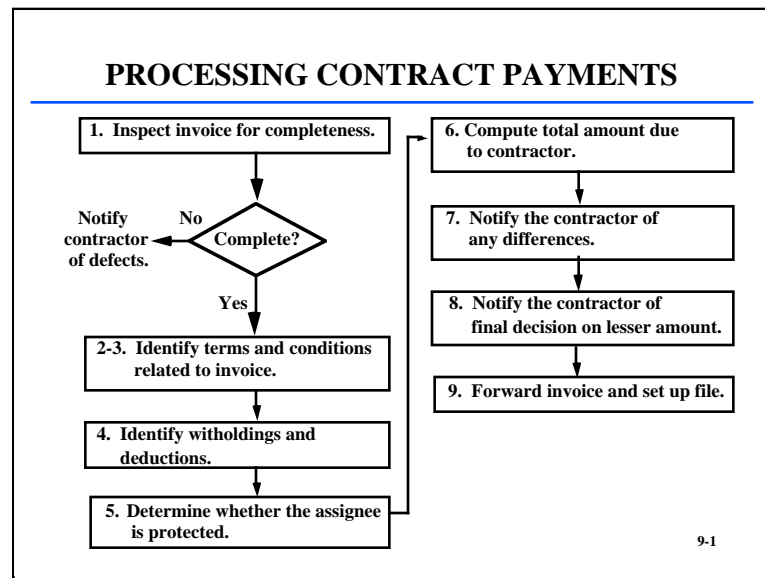 PROCESSING CONTRACT PAYMENTS
1. Inspect invoice for completeness.
Complete?
No
Notify
contractor
of defects.
Yes
2-3. Identify terms and conditions
related to invoice.
4. Identify witholdings and
deductions.
5. Determine whether the assignee
is protected.
6. Compute total amount due
to contractor.
7. Notify the contractor of
any differences.
8. Notify the contractor of
final decision on lesser amount.
9. Forward invoice and set up file.
9-1